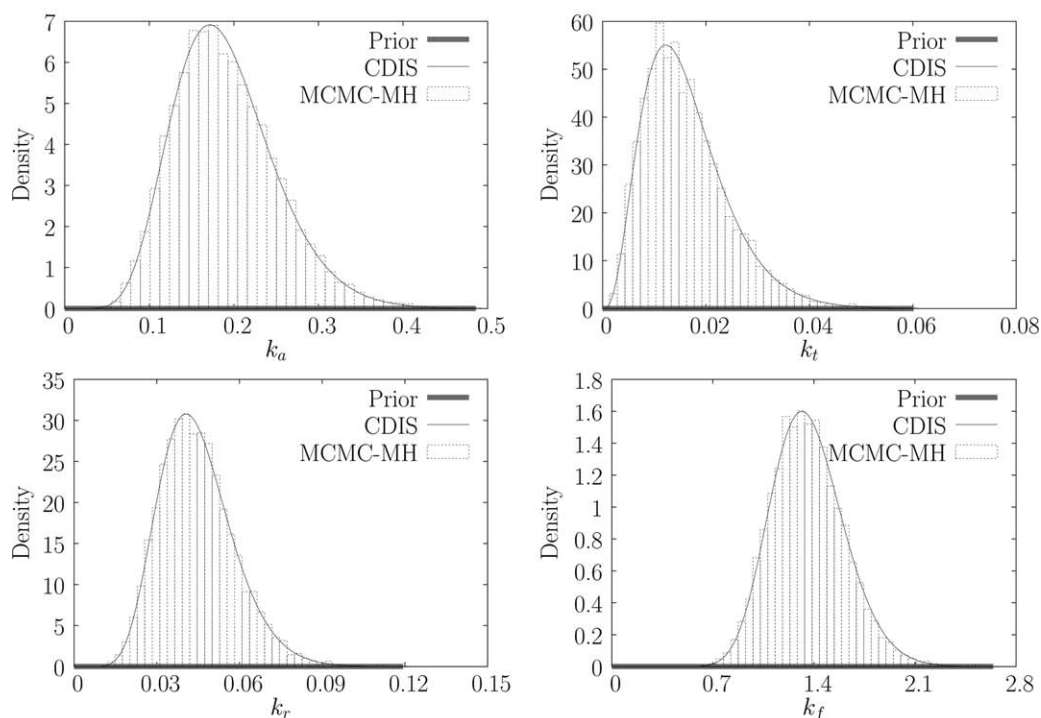 7
6
5
4
3
2
1
0
Density
Prior
CDIS
MCMC-MH
0 0.1 0.2 0.3 0.4 0.5
k_a
60
50
40
30
20
10
0
Density
Prior
CDIS
MCMC-MH
0 0.02 0.04 0.06 0.08
k_t
35
30
25
20
15
10
5
0
Density
Prior
CDIS
MCMC-MH
0 0.03 0.06 0.09 0.12 0.15
k_r
1.8
1.6
1.4
1.2
1
0.8
0.6
0.4
0.2
0
Density
Prior
CDIS
MCMC-MH
0 0.7 1.4 2.1 2.8
k_f